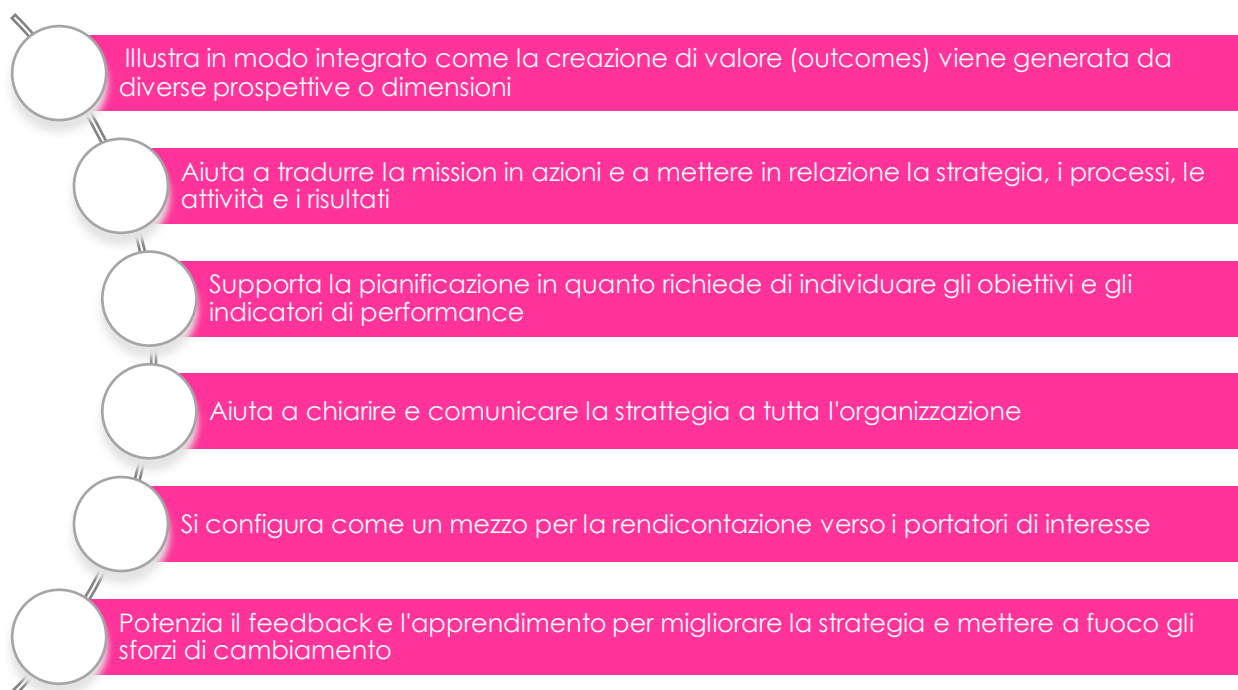 Illustra in modo integrato come la creazione di valore (outcomes) viene generata da
diverse prospettive o dimensioni
Aiuta a tradurre la mission in azioni e a mettere in relazione la strategia, i processi, le
attività e i risultati
Supporta la pianificazione in quanto richiede di individuare gli obiettivi e gli
indicatori di performance
Aiuta a chiarire e comunicare la strattegia a tutta l'organizzazione
Si configura come un mezzo per la rendicontazione verso i portatori di interesse
Potenzia il feedback e l'apprendimento per migliorare la strategia e mettere a fuoco gli
sforzi di cambiamento